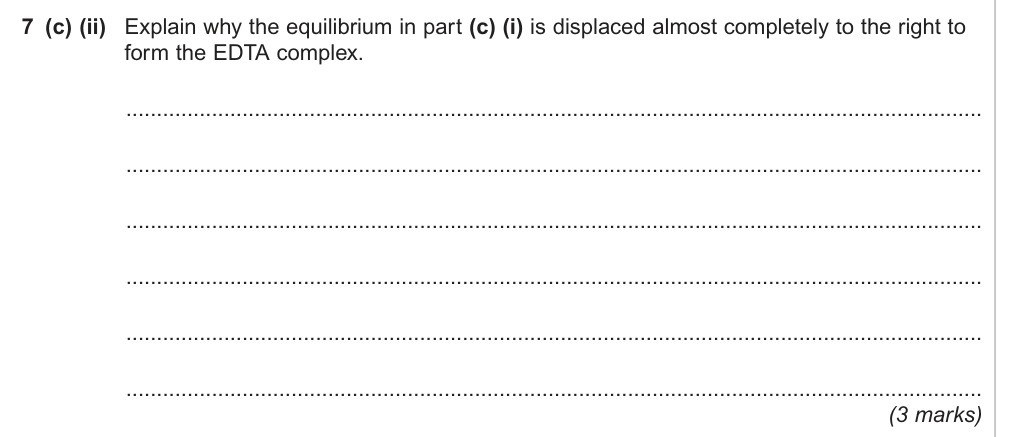 7 (c) (ii) Explain why the equilibrium in part (c) (i) is displaced almost completely to the right to
form the EDTA complex.
(3 marks)